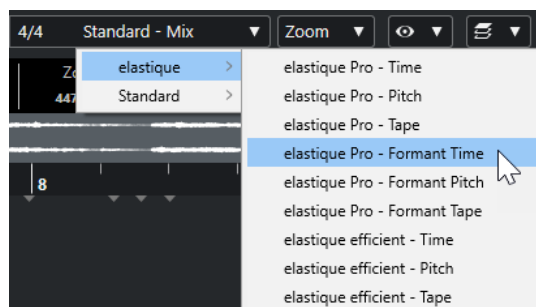 4/4 Standard - Mix Zoom
elastique
Standard
447
8
elastique Pro - Time
elastique Pro - Pitch
elastique Pro - Tape
elastique Pro - Formant Time
elastique Pro - Formant Pitch
elastique Pro - Formant Tape
elastique efficient - Time
elastique efficient - Pitch
elastique efficient - Tape